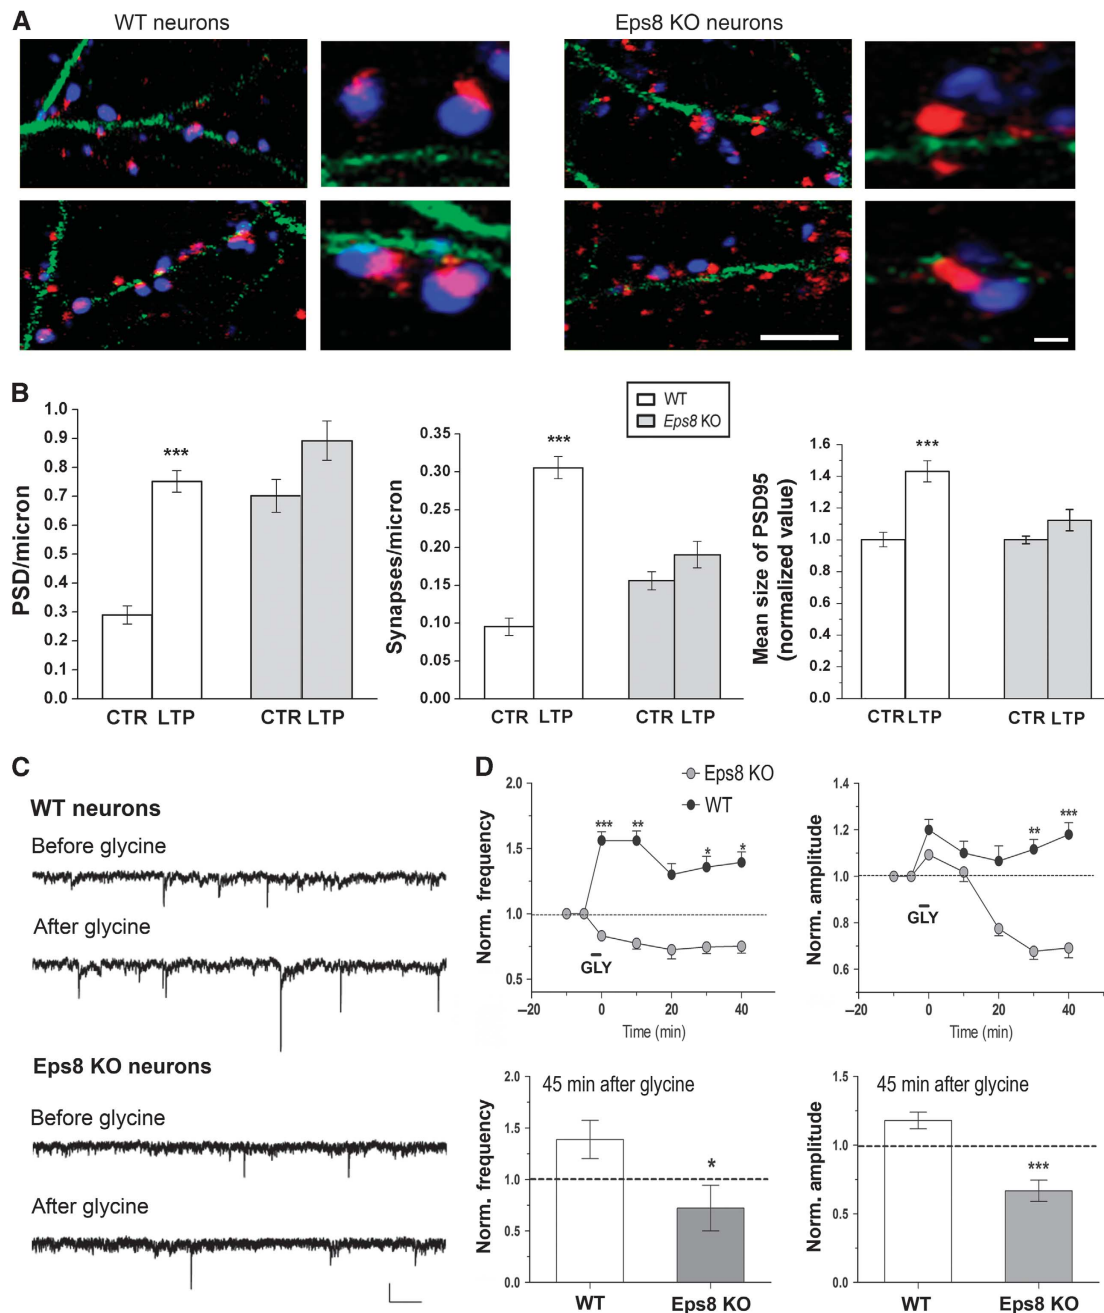 A
WT neurons
Eps8 KO neurons
B
WT
Eps8 KO
PSD/micron
1.0
0.9
0.8
0.7
0.6
0.5
0.4
0.3
0.2
0.1
0.0
***
CTR LTP
CTR LTP
Synapses/micron
0.35
0.30
0.25
0.20
0.15
0.10
0.05
0.00
***
CTR LTP
CTR LTP
Mean size of PSD95
(normalized value)
1.6
1.4
1.2
1.0
0.8
0.6
0.4
0.2
0.0
***
CTR LTP
CTR LTP
C
WT neurons
Before glycine
After glycine
Eps8 KO neurons
Before glycine
After glycine
D
Eps8 KO
WT
Norm. frequency
2.0
1.5
1.0
0.5
***
**
*
*
GLY
–20
0
20
40
Time (min)
Norm. amplitude
1.4
1.2
1.0
0.8
0.6
**
***
GLY
–20
0
20
40
Time (min)
45 min after glycine
Norm. frequency
2.0
1.5
1.0
0.5
0.0
*
WT
Eps8 KO
45 min after glycine
Norm. amplitude
1.5
1.0
0.5
0.0
***
WT
Eps8 KO